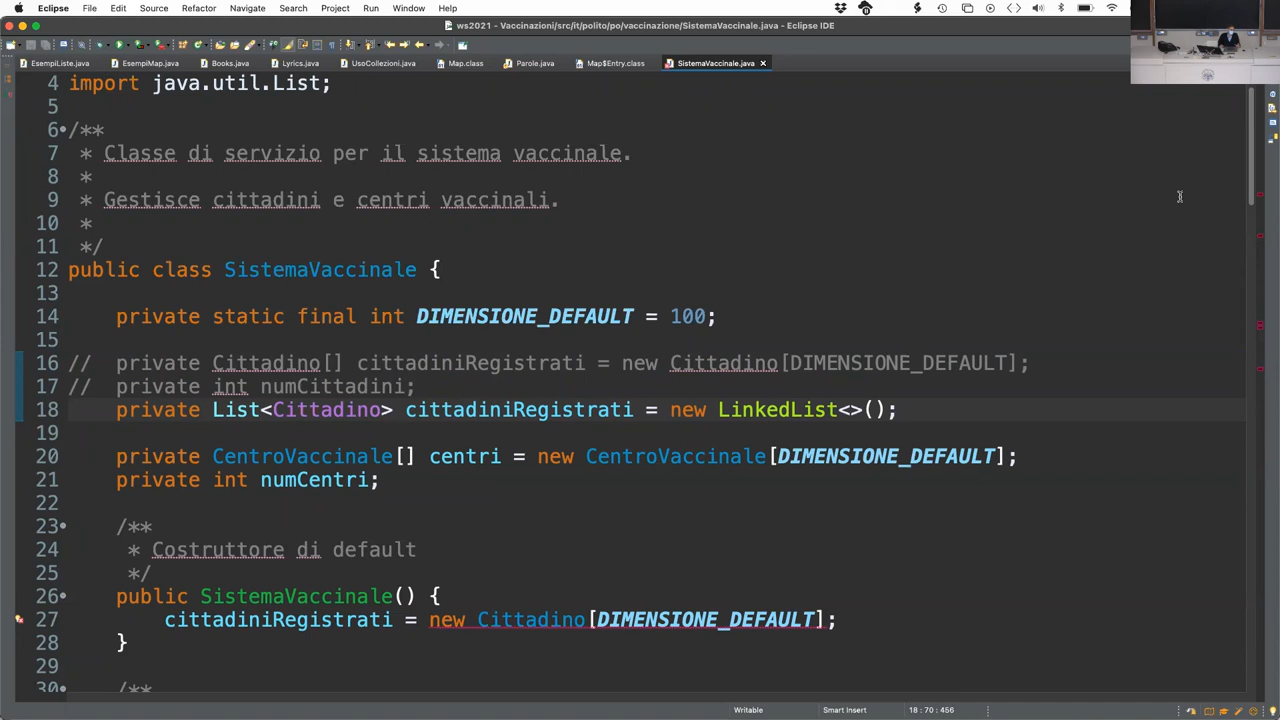 Eclipse File Edit Source Refactor Navigate Search Project Run Window Help
ws2021 - Vaccinazioni/src/it/polito/po/vaccinazione/SistemaVaccinale.java - Eclipse IDE
EsempiListe.java EsempiMap.java Books.java Lyrics.java UsoCollezioni.java Map.class Parole.java Map$Entry.class SistemaVaccinale.java
4 import java.util.List;
5
6 /**
7 * Classe di servizio per il sistema vaccinale.
8 *
9 * Gestisce cittadini e centri vaccinali.
10 *
11 */
12 public class SistemaVaccinale {
13
14 private static final int DIMENSIONE_DEFAULT = 100;
15
16 // private Cittadino[] cittadiniRegistrati = new Cittadino[DIMENSIONE_DEFAULT];
17 // private int numCittadini;
18 private List<Cittadino> cittadiniRegistrati = new LinkedList<>();
19
20 private CentroVaccinale[] centri = new CentroVaccinale[DIMENSIONE_DEFAULT];
21 private int numCentri;
22
23 /**
24 * Costruttore di default
25 */
26 public SistemaVaccinale() {
27 cittadiniRegistrati = new Cittadino[DIMENSIONE_DEFAULT];
28 }
29
30 /**
Writable Smart Insert 18 : 70 : 456